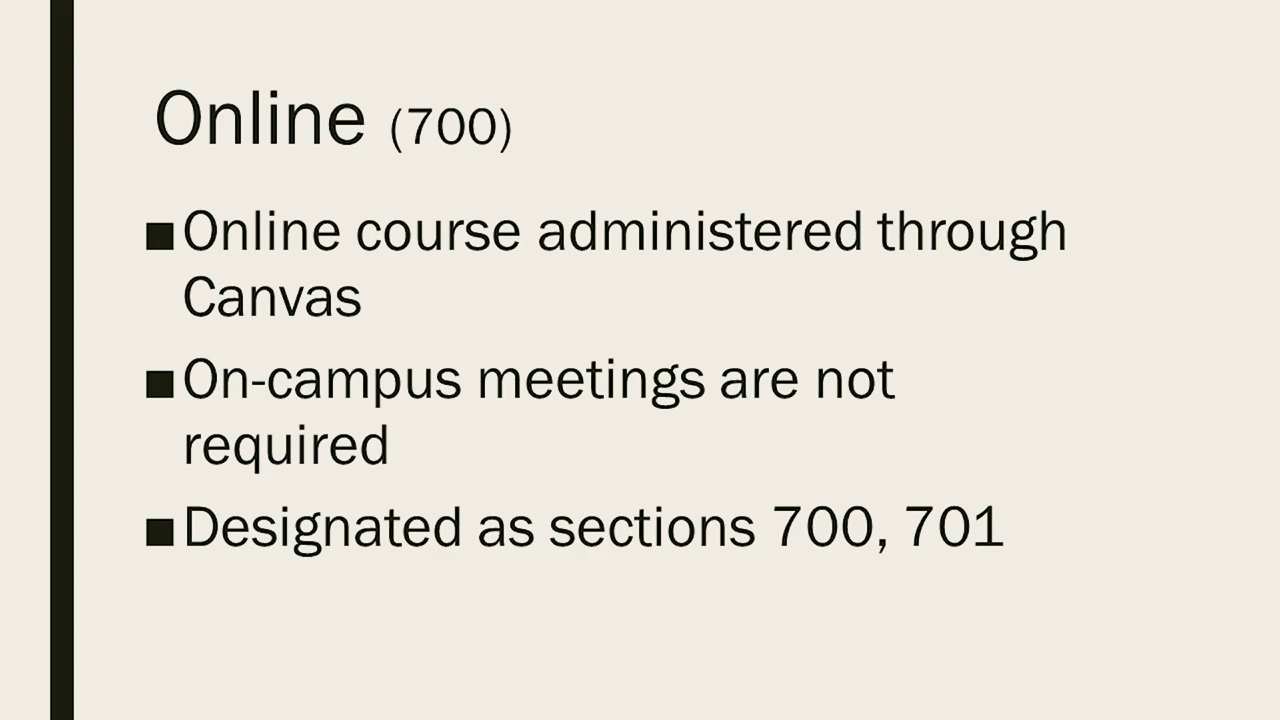 Online (700)
■Online course administered through
Canvas
■On-campus meetings are not
required
■Designated as sections 700, 701